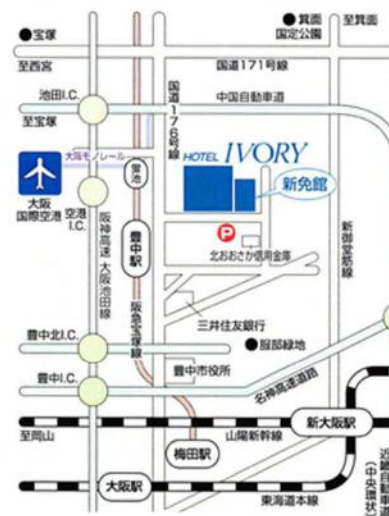 ●宝塚
●箕面国定公園
至箕面
至西宮
国道171号線
池田I.C.
至宝塚
国道176号線
中国自動車道
大阪モノレール
蛍池
HOTEL IVORY
新免館
大阪
国際空港
空港I.C.
阪神高速 大阪池田線
豊中駅
P
北おおさか信用金庫
新御堂筋線
阪急宝塚線
三井住友銀行
豊中北I.C.
●服部緑地
豊中I.C.
豊中市役所
名神高速道路
新大阪駅
至岡山
山陽新幹線
梅田駅
大阪駅
東海道本線
近畿自動車道
(中央環状)